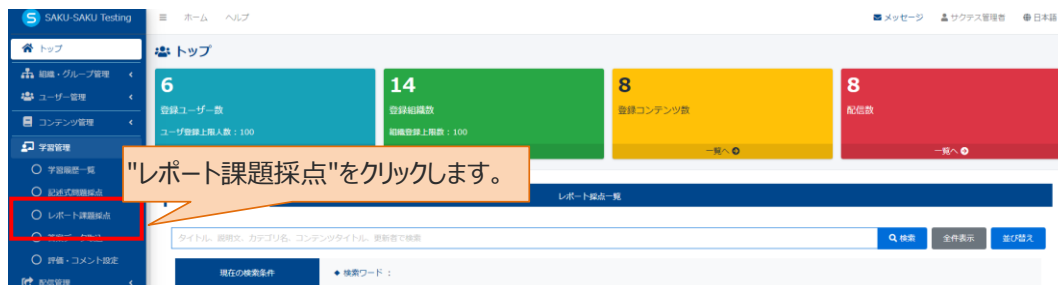 SAKU-SAKU Testing
ホーム ヘルプ
メッセージ サクテス管理者 日本語
トップ
組織・グループ管理
ユーザー管理
コンテンツ管理
学習管理
学習履歴一覧
記述式問題採点
レポート課題採点
評価・コメント設定
配信管理
トップ
6
登録ユーザー数
ユーザ登録上限人数：100
14
登録組織数
組織登録上限数：100
8
登録コンテンツ数
一覧へ
8
配信数
一覧へ
"レポート課題採点"をクリックします。
レポート採点一覧
タイトル、説明文、カテゴリ名、コンテンツタイトル、更新者で検索
検索 全件表示 並び替え
現在の検索条件
◆ 検索ワード ：